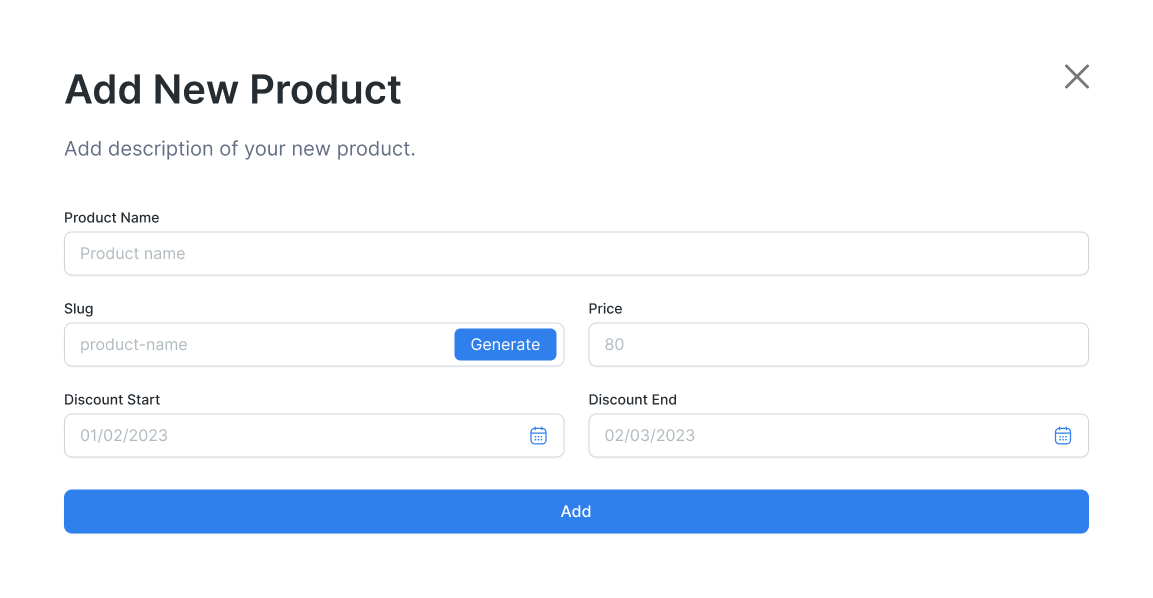 Add New Product
Add description of your new product.
Product Name
Product name
Slug
Price
product-name
Generate
80
Discount Start
Discount End
01/02/2023
02/03/2023
Add